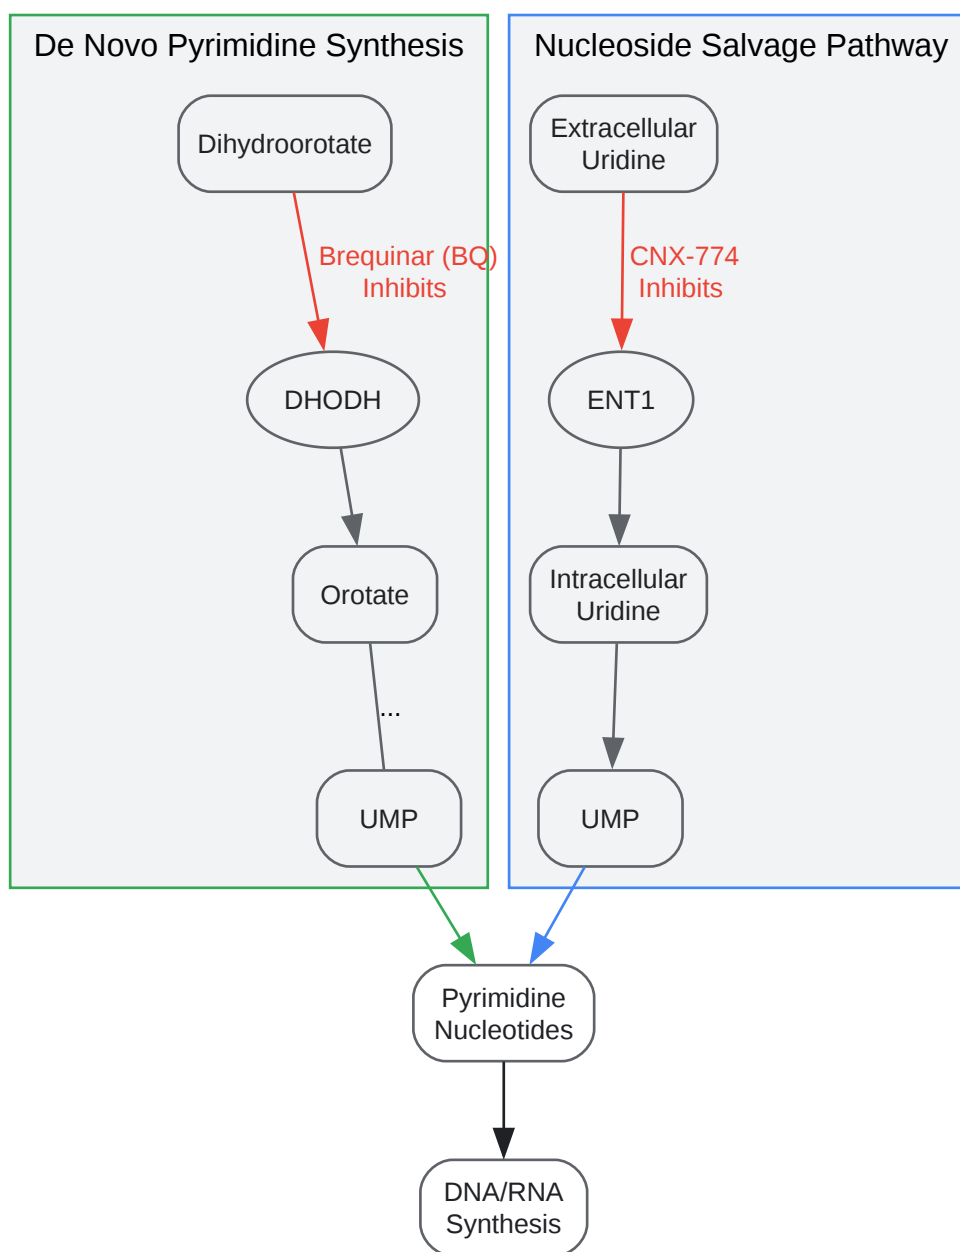 De Novo Pyrimidine Synthesis
Dihydroorotate
Brequinar (BQ)
Inhibits
DHODH
Orotate
...
UMP
Nucleoside Salvage Pathway
Extracellular
Uridine
CNX-774
Inhibits
ENT1
Intracellular
Uridine
UMP
Pyrimidine
Nucleotides
DNA/RNA
Synthesis